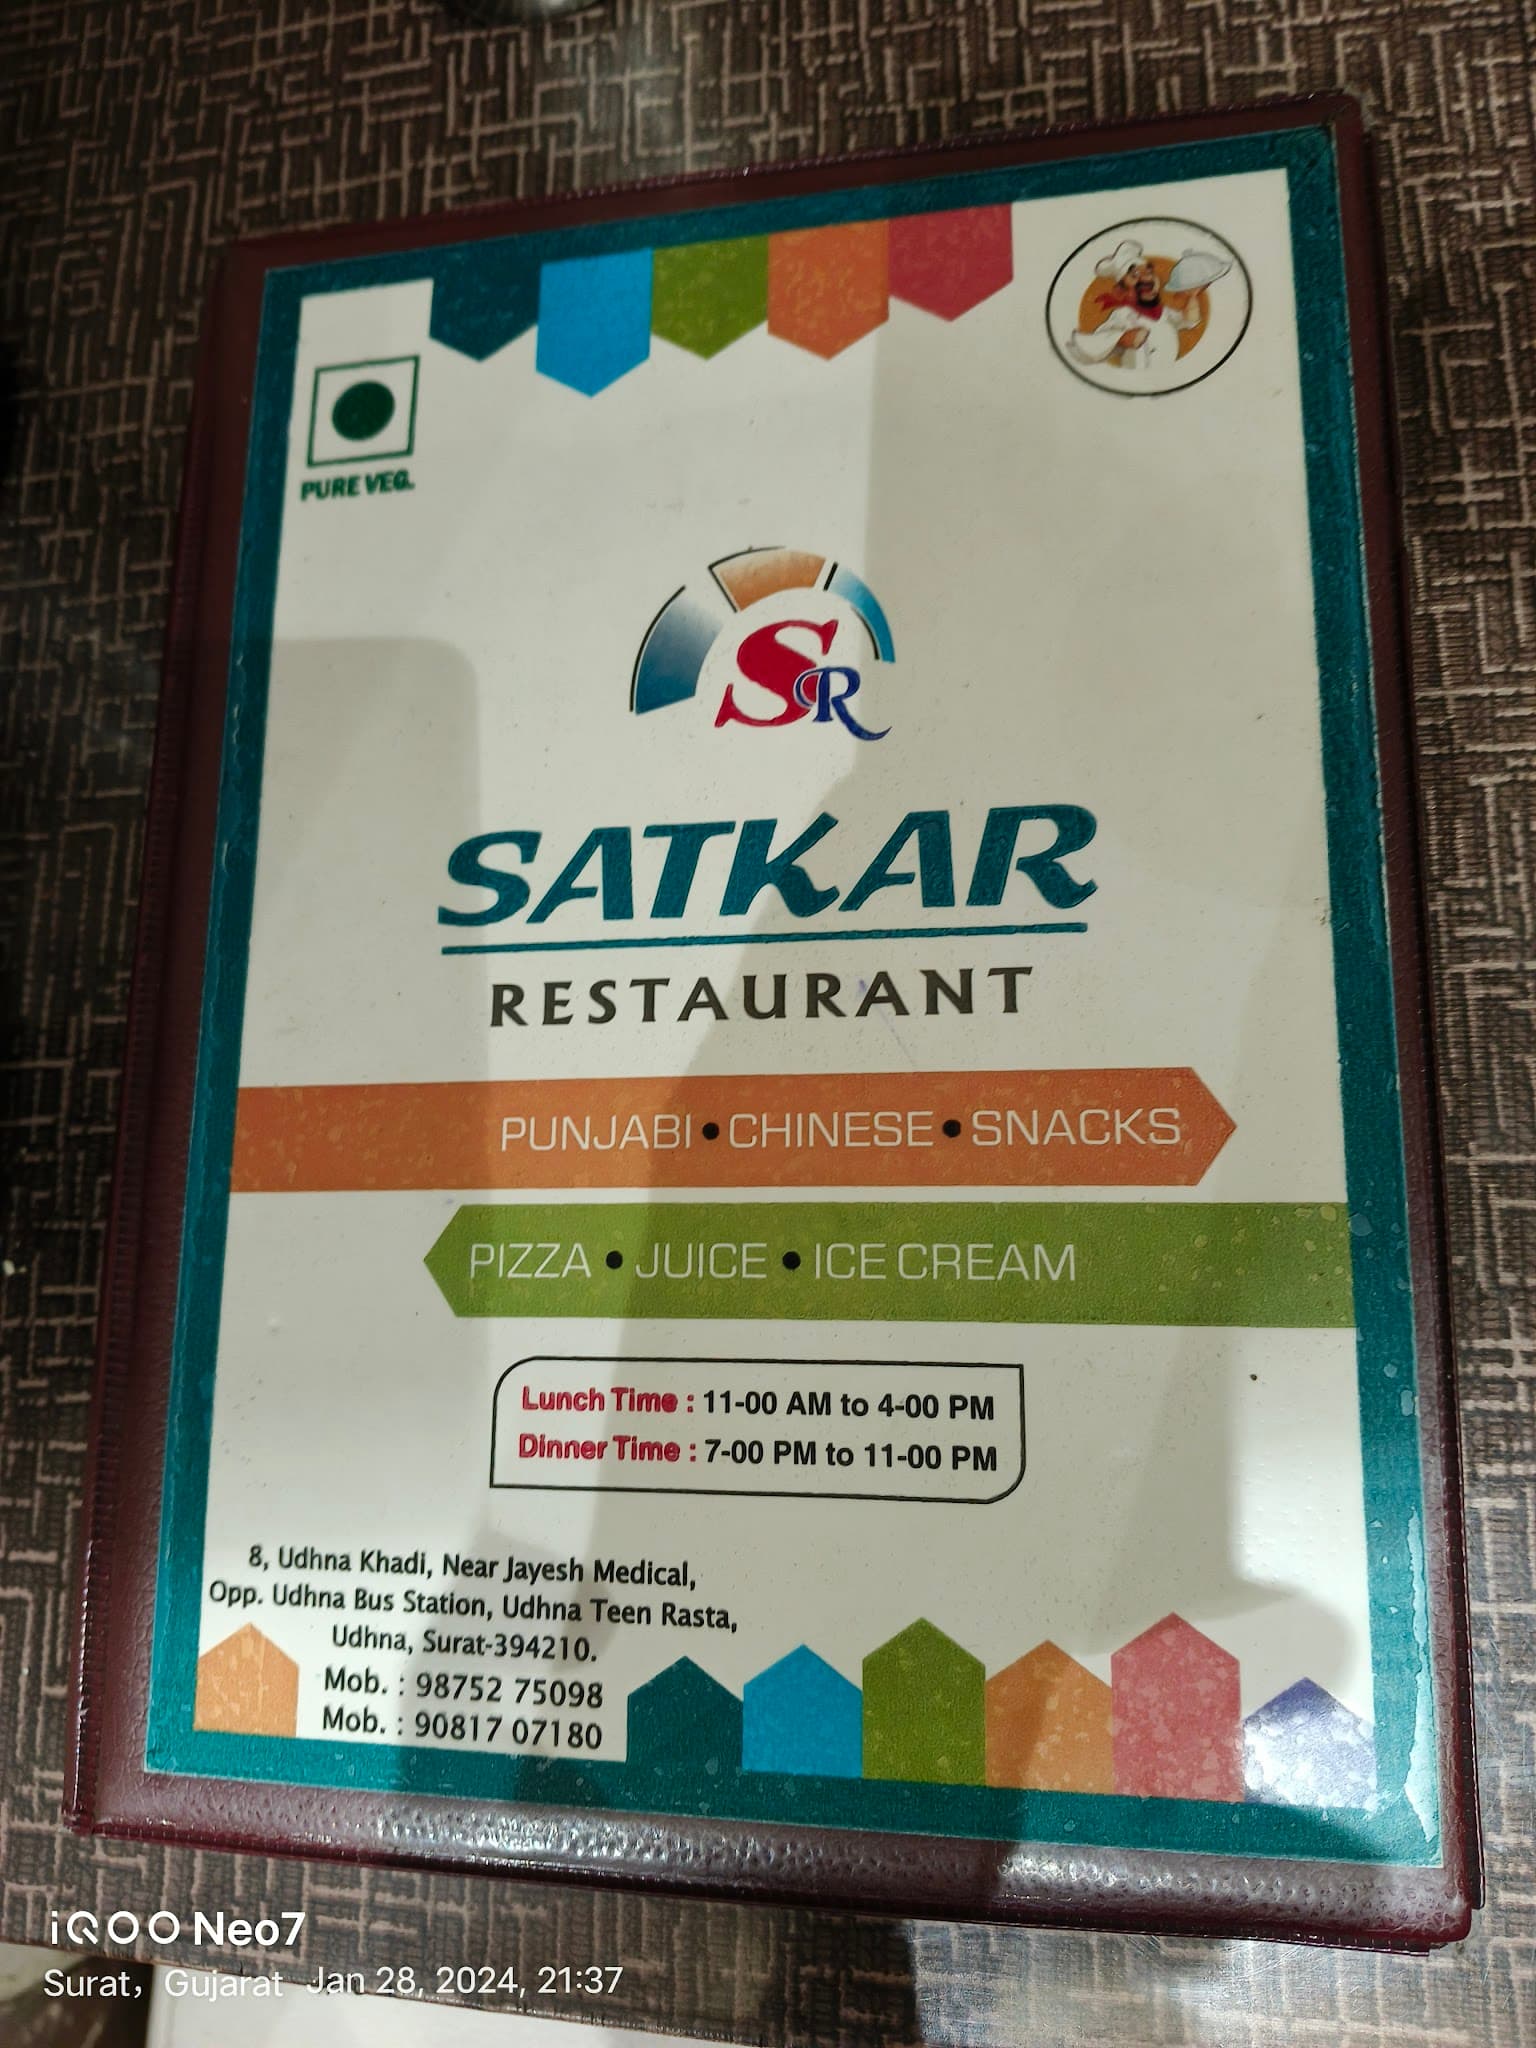 PURE VEG.
SR
SATKAR
RESTAURANT
PUNJABI • CHINESE • SNACKS
PIZZA • JUICE • ICE CREAM
Lunch Time : 11-00 AM to 4-00 PM
Dinner Time : 7-00 PM to 11-00 PM
8, Udhna Khadi, Near Jayesh Medical,
Opp. Udhna Bus Station, Udhna Teen Rasta,
Udhna, Surat-394210.
Mob. : 98752 75098
Mob. : 90817 07180
iQOO Neo7
Surat, Gujarat Jan 28, 2024, 21:37